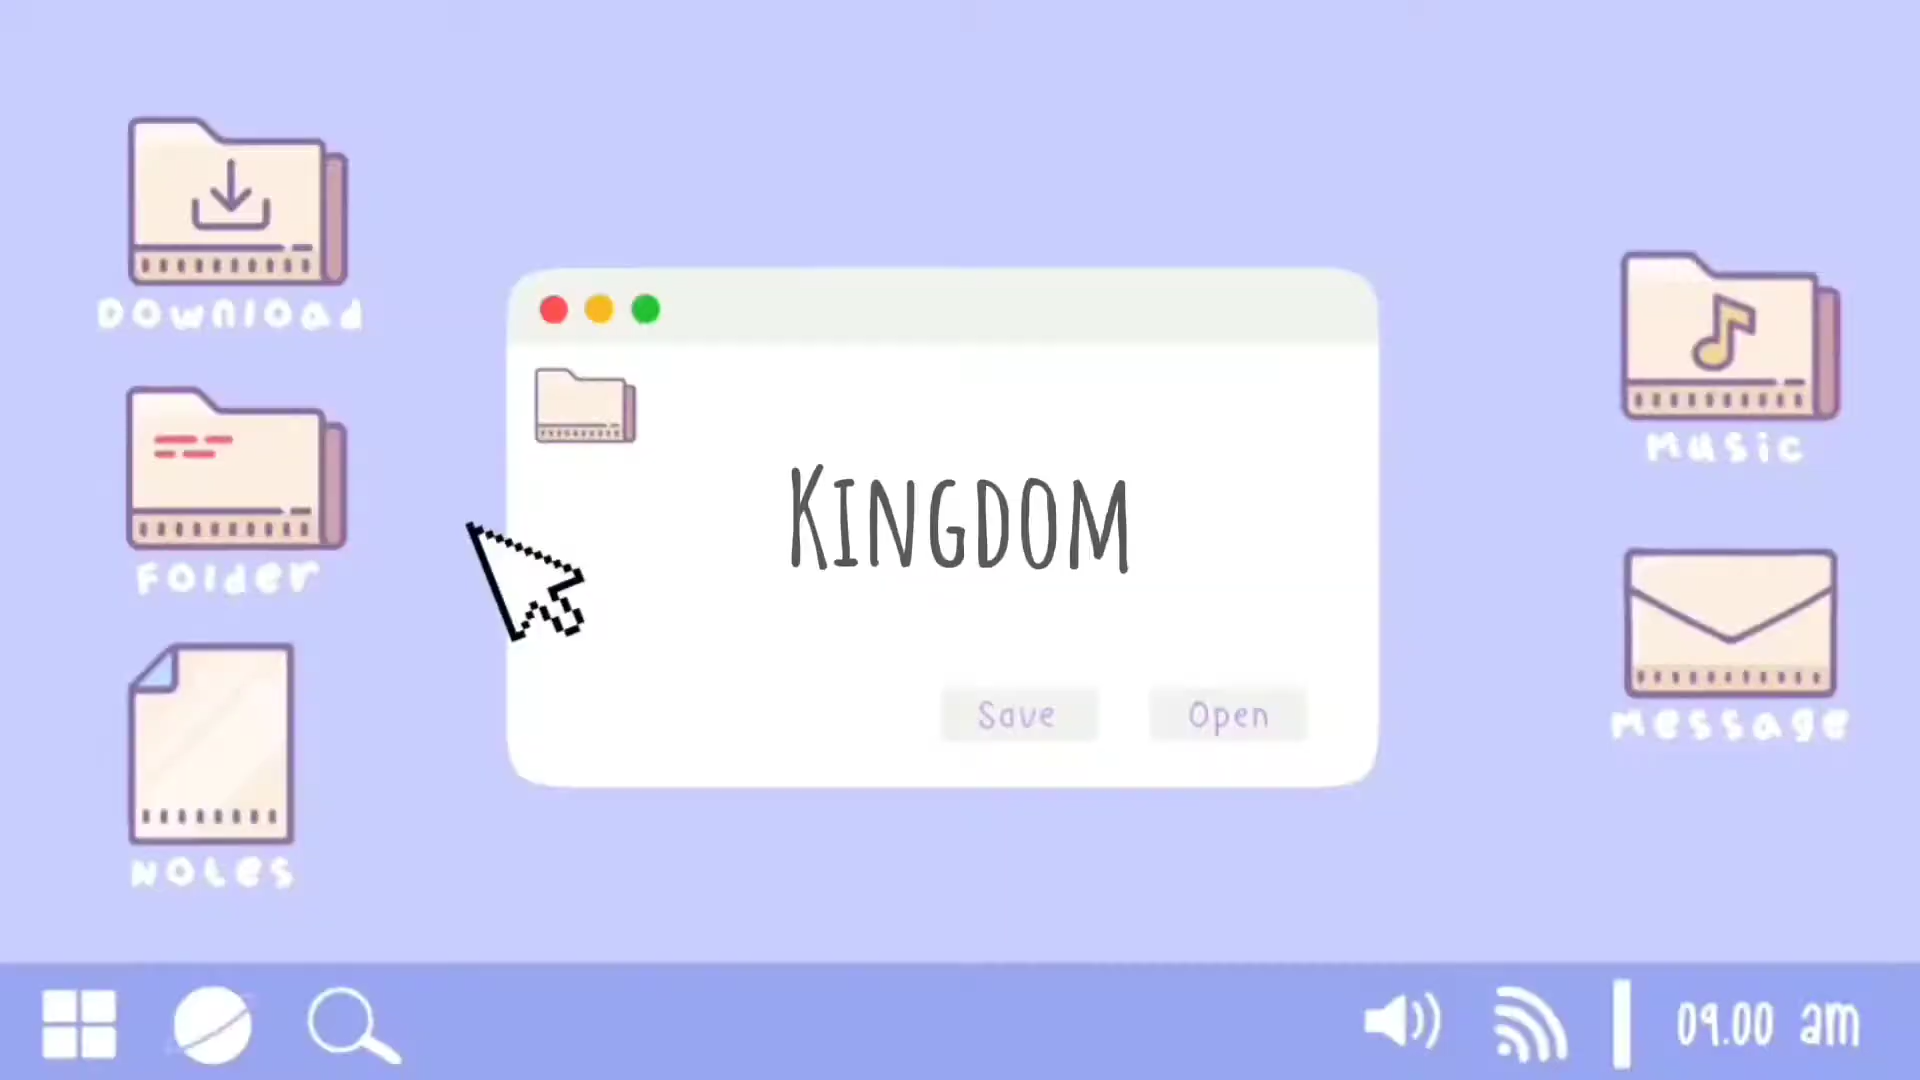 Download
Folder
Notes
Kingdom
Save
Open
Music
Message
09.00 am